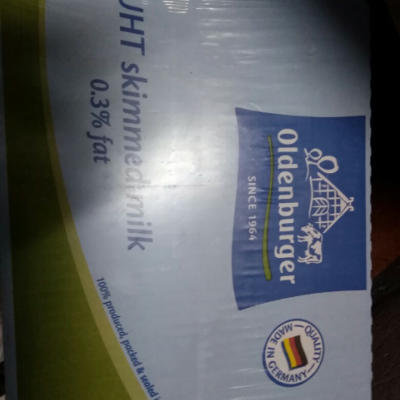 Oldenburger
SINCE 1964
UHT skimmed milk
0.3% fat
100% produced, packed & sealed
QUALITY
MADE IN GERMANY